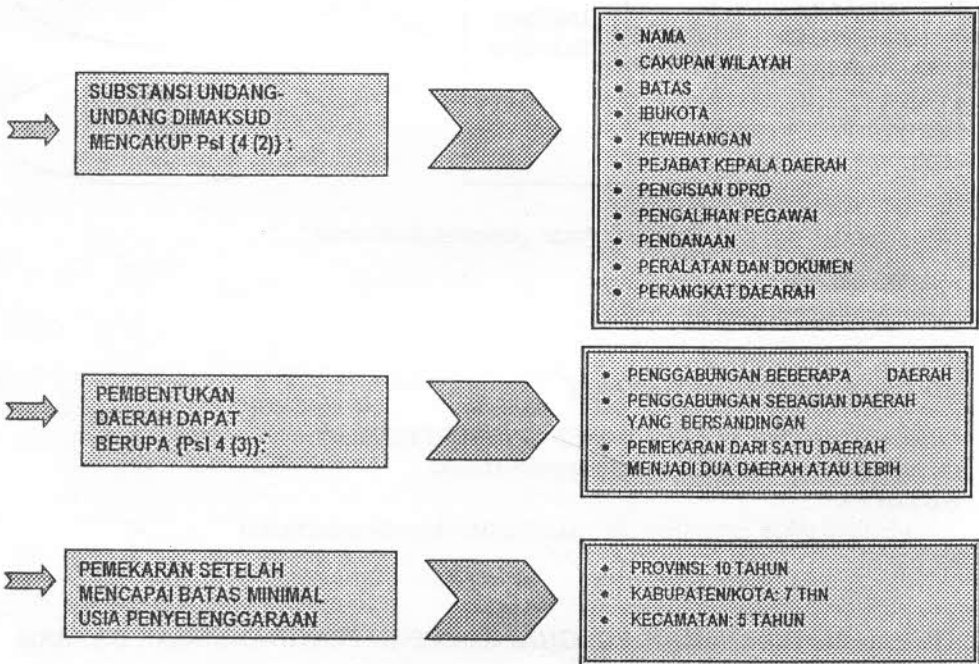 SUBSTANSI UNDANG-
UNDANG DIMAKSUD
MENCAKUP Psl {4 (2)} :
• NAMA
• CAKUPAN WILAYAH
• BATAS
• IBUKOTA
• KEWENANGAN
• PEJABAT KEPALA DAERAH
• PENGISIAN DPRD
• PENGALIHAN PEGAWAI
• PENDANAAN
• PERALATAN DAN DOKUMEN
• PERANGKAT DAEARAH
PEMBENTUKAN
DAERAH DAPAT
BERUPA {Psl 4 (3)}:
• PENGGABUNGAN BEBERAPA DAERAH
• PENGGABUNGAN SEBAGIAN DAERAH
YANG BERSANDINGAN
• PEMEKARAN DARI SATU DAERAH
MENJADI DUA DAERAH ATAU LEBIH
PEMEKARAN SETELAH
MENCAPAI BATAS MINIMAL
USIA PENYELENGGARAAN
• PROVINSI: 10 TAHUN
• KABUPATEN/KOTA: 7 THN
• KECAMATAN: 5 TAHUN